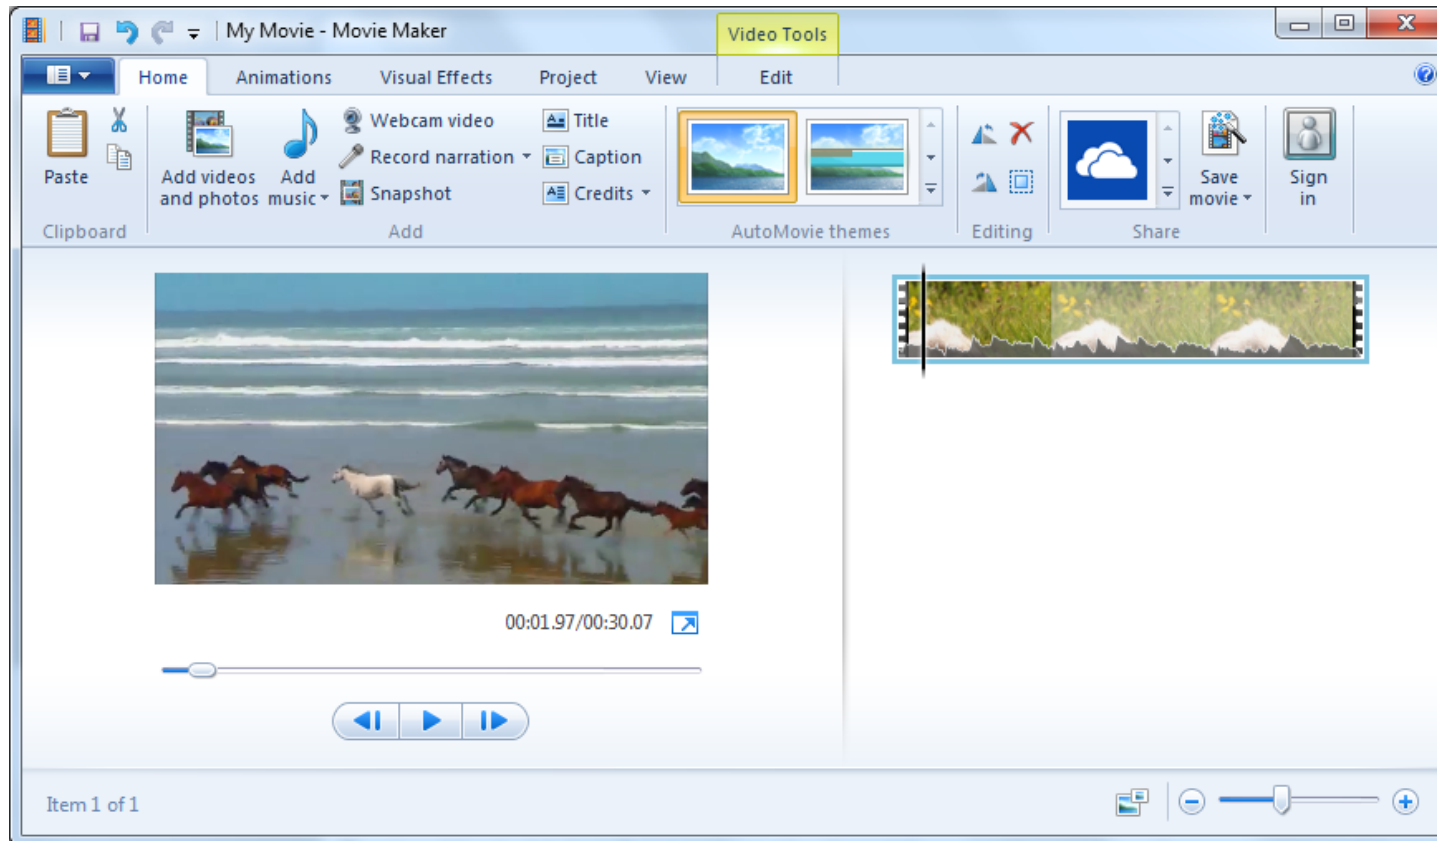 My Movie - Movie Maker
Video Tools
Home Animations Visual Effects Project View Edit
Paste
Clipboard
Add videos and photos
Add music
Webcam video
Record narration
Snapshot
Title
Caption
Credits
Add
AutoMovie themes
Editing
Save movie
Share
Sign in
00:01.97/00:30.07
Item 1 of 1